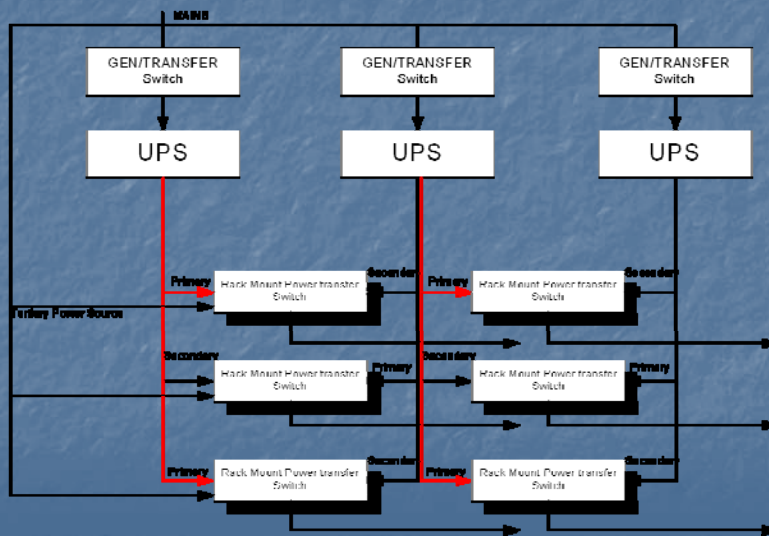 MAINS
GEN/TRANSFER
Switch
GEN/TRANSFER
Switch
GEN/TRANSFER
Switch
UPS
UPS
UPS
Primary
Rack Mount Power transfer
Switch
Secondary
Primary
Rack Mount Power transfer
Switch
Secondary
Tertiary Power Source
Secondary
Rack Mount Power transfer
Switch
Primary
Secondary
Rack Mount Power transfer
Switch
Primary
Primary
Rack Mount Power transfer
Switch
Secondary
Primary
Rack Mount Power transfer
Switch
Secondary